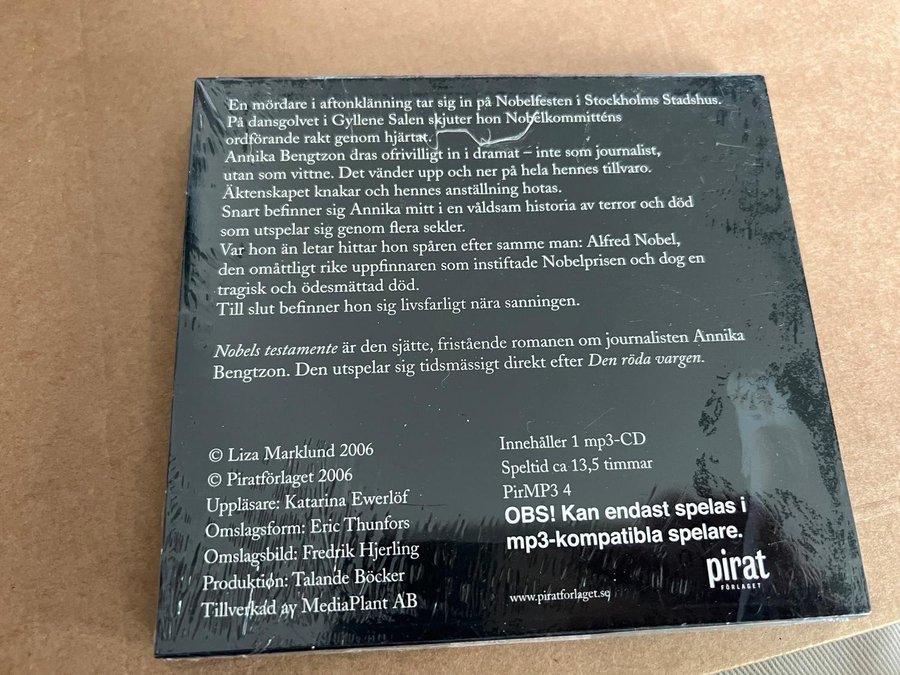 En mördare i aftonklänning tar sig in på Nobelfesten i Stockholms Stadshus.
På dansgolvet i Gyllene Salen skjuter hon Nobelkommitténs
ordförande rakt genom hjärtat.
Annika Bengtzon dras ofrivilligt in i dramat – inte som journalist,
utan som vittne. Det vänder upp och ner på hela hennes tillvaro.
Äktenskapet knakar och hennes anställning hotas.
Snart befinner sig Annika mitt i en våldsam historia av terror och död
som utspelar sig genom flera sekler.
Var hon än letar hittar hon spåren efter samme man: Alfred Nobel,
den omåttligt rike uppfinnaren som instiftade Nobelprisen och dog en
tragisk och ödesmättad död.
Till slut befinner hon sig livsfarligt nära sanningen.
Nobels testamente är den sjätte, fristående romanen om journalisten Annika
Bengtzon. Den utspelar sig tidsmässigt direkt efter Den röda vargen.
© Liza Marklund 2006
© Piratförlaget 2006
Uppläsare: Katarina Ewerlöf
Omslagsform: Eric Thunfors
Omslagsbild: Fredrik Hjerling
Produktion: Talande Böcker
Tillverkad av MediaPlant AB
Innehåller 1 mp3-CD
Speltid ca 13,5 timmar
PirMP3 4
OBS! Kan endast spelas i
mp3-kompatibla spelare.
pirat
FÖRLAGET
www.piratforlaget.se